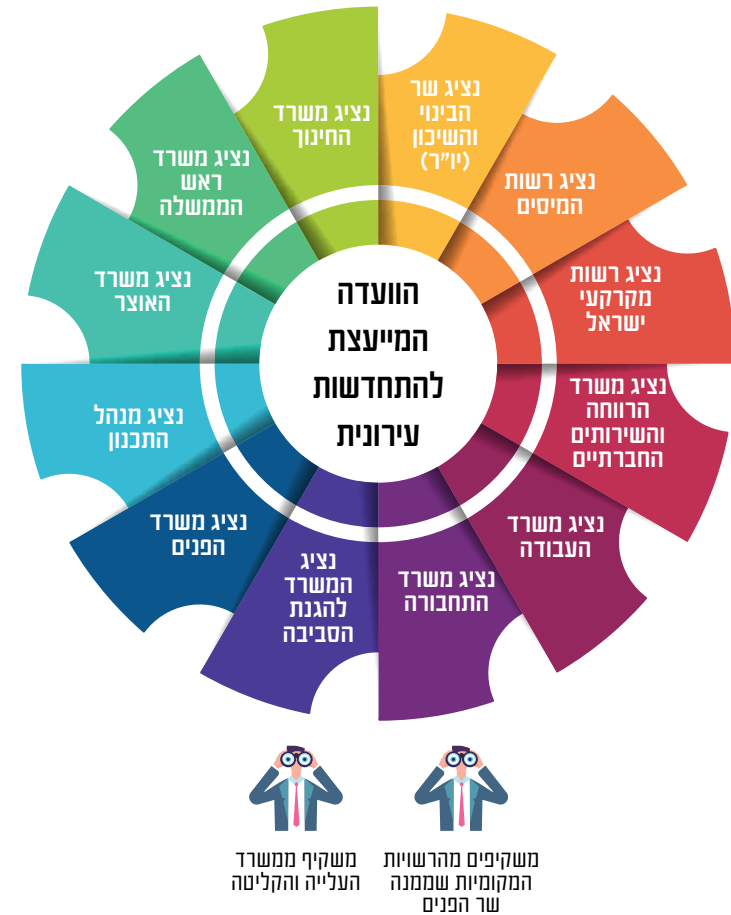 הוועדה
המייעצת
להתחדשות
עירונית
נציג שר
הבינוי
והשיכון
(יו"ר)
נציג רשות
המיסים
נציג רשות
מקרקעי
ישראל
נציג משרד
הרווחה
והשירותים
החברתיים
נציג משרד
העבודה
נציג משרד
התחבורה
נציג
המשרד
להגנת
הסביבה
נציג משרד
הפנים
נציג מנהל
התכנון
נציג משרד
האוצר
נציג משרד
ראש
הממשלה
נציג משרד
החינוך
משקיפים מהרשויות
המקומיות שממנה
שר הפנים
משקיף ממשרד
העלייה והקליטה